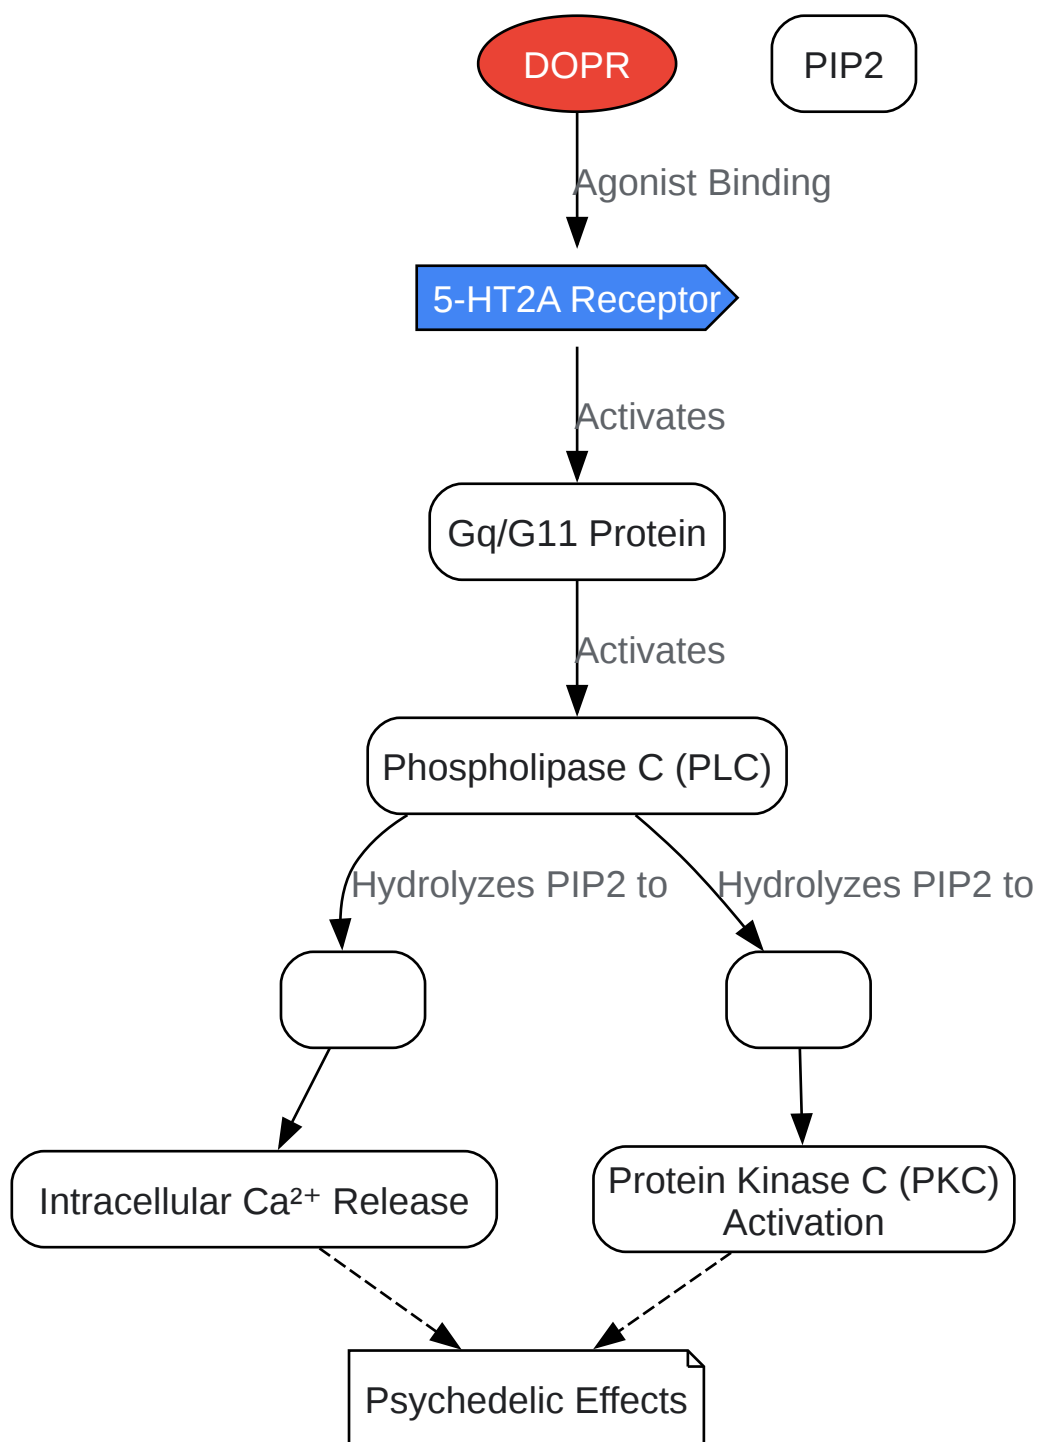 DOPR
PIP2
Agonist Binding
5-HT2A Receptor
Activates
Gq/G11 Protein
Activates
Phospholipase C (PLC)
Hydrolyzes PIP2 to
Hydrolyzes PIP2 to
Intracellular Ca²⁺ Release
Protein Kinase C (PKC)
Activation
Psychedelic Effects